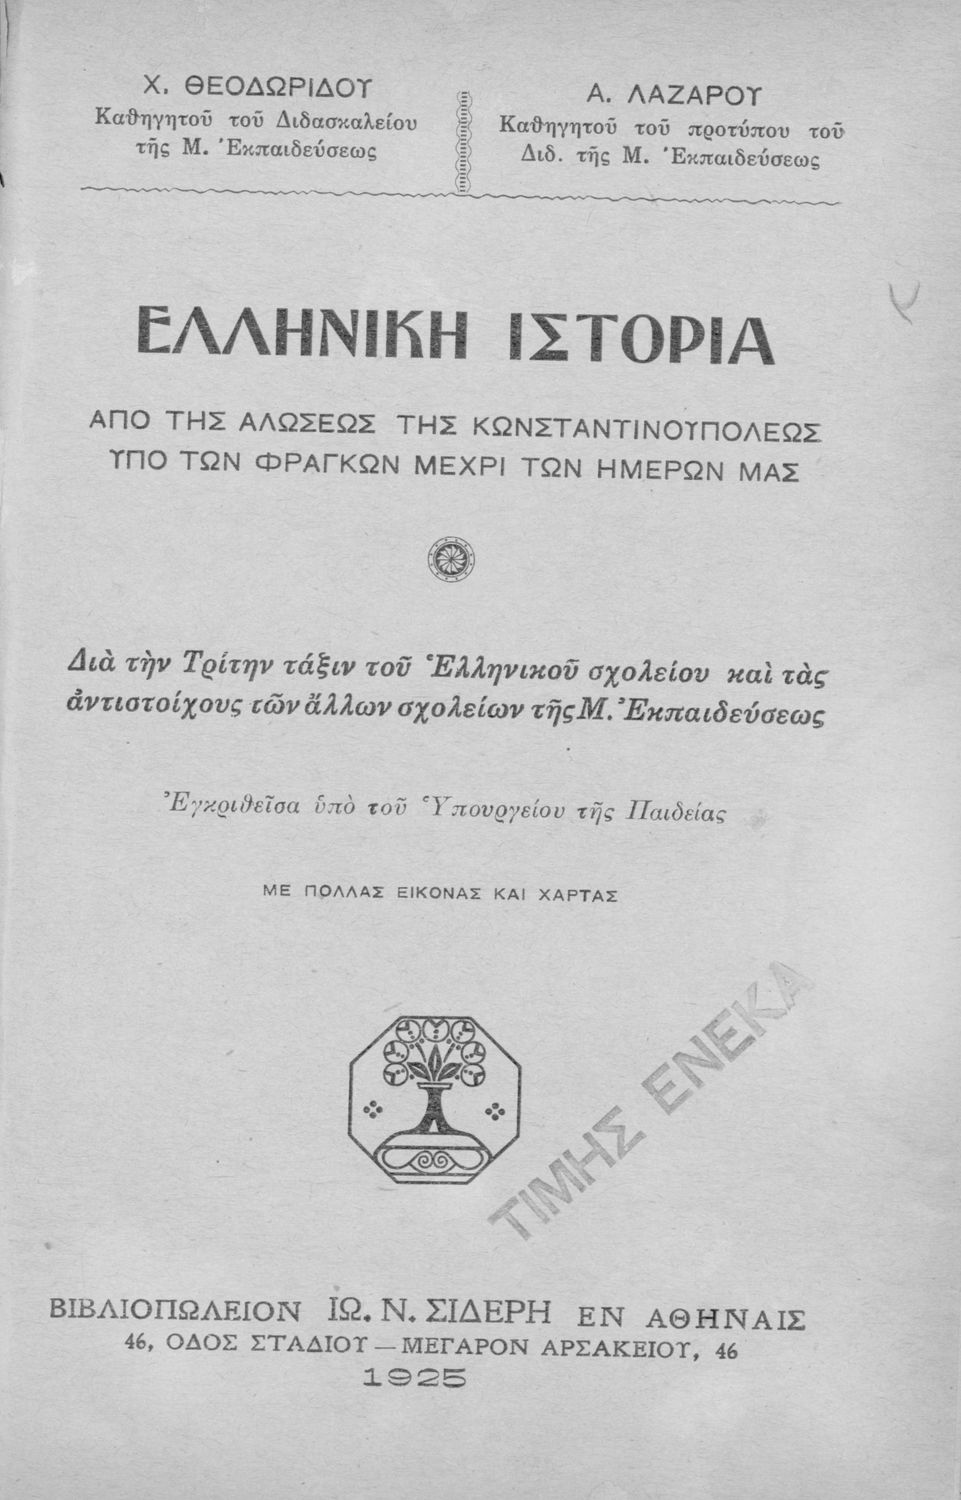 Χ. ΘΕΟΔΩΡΙΔΟΥ
Καθηγητοῦ τοῦ Διδασκαλείου
τῆς Μ. Ἐκπαιδεύσεως
Α. ΛΑΖΑΡΟΥ
Καθηγητοῦ τοῦ προτύπου τοῦ
Διδ. τῆς Μ. Ἐκπαιδεύσεως
ΕΛΛΗΝΙΚΗ ΙΣΤΟΡΙΑ
ΑΠΟ ΤΗΣ ΑΛΩΣΕΩΣ ΤΗΣ ΚΩΝΣΤΑΝΤΙΝΟΥΠΟΛΕΩΣ
ΥΠΟ ΤΩΝ ΦΡΑΓΚΩΝ ΜΕΧΡΙ ΤΩΝ ΗΜΕΡΩΝ ΜΑΣ
Διὰ τὴν Τρίτην τάξιν τοῦ Ἑλληνικοῦ σχολείου καὶ τὰς
ἀντιστοίχους τῶν ἄλλων σχολείων τῆς Μ. Ἐκπαιδεύσεως
Ἐγκριθεῖσα ὑπὸ τοῦ Ὑπουργείου τῆς Παιδείας
ΜΕ ΠΟΛΛΑΣ ΕΙΚΟΝΑΣ ΚΑΙ ΧΑΡΤΑΣ
ΤΙΜΗΣ ΕΝΕΚΑ
ΒΙΒΛΙΟΠΩΛΕΙΟΝ ΙΩ. Ν. ΣΙΔΕΡΗ ΕΝ ΑΘΗΝΑΙΣ
46, ΟΔΟΣ ΣΤΑΔΙΟΥ — ΜΕΓΑΡΟΝ ΑΡΣΑΚΕΙΟΥ, 46
1925